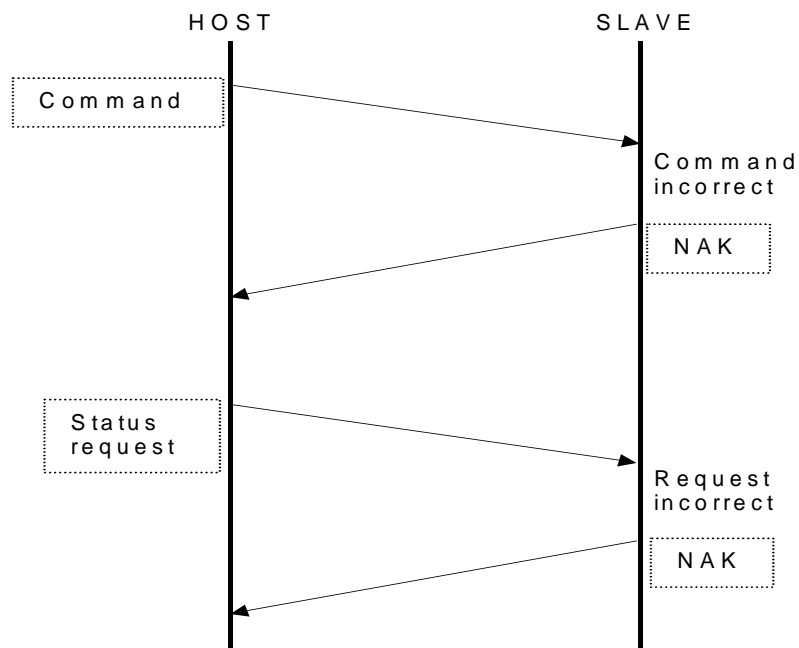 HOST
SLAVE
Command
Command
incorrect
NAK
Status
request
Request
incorrect
NAK